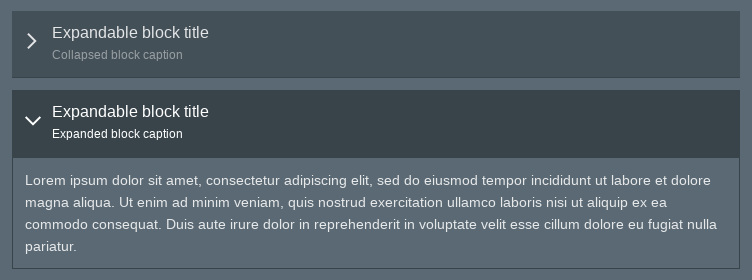 Expandable block title
Collapsed block caption
Expandable block title
Expanded block caption
Lorem ipsum dolor sit amet, consectetur adipiscing elit, sed do eiusmod tempor incididunt ut labore et dolore
magna aliqua. Ut enim ad minim veniam, quis nostrud exercitation ullamco laboris nisi ut aliquip ex ea
commodo consequat. Duis aute irure dolor in reprehenderit in voluptate velit esse cillum dolore eu fugiat nulla
pariatur.